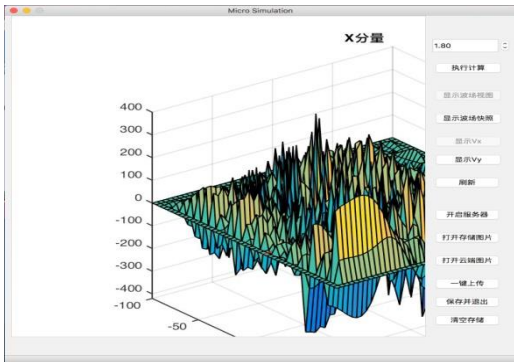 Micro Simulation
X分量
400
300
200
100
0
-100
-200
-300
-400
-100
-50
1.80
执行计算
显示波场视图
显示波场快照
显示Vx
显示Vy
刷新
开启服务器
打开存储图片
打开云端图片
一键上传
保存并退出
清空存储